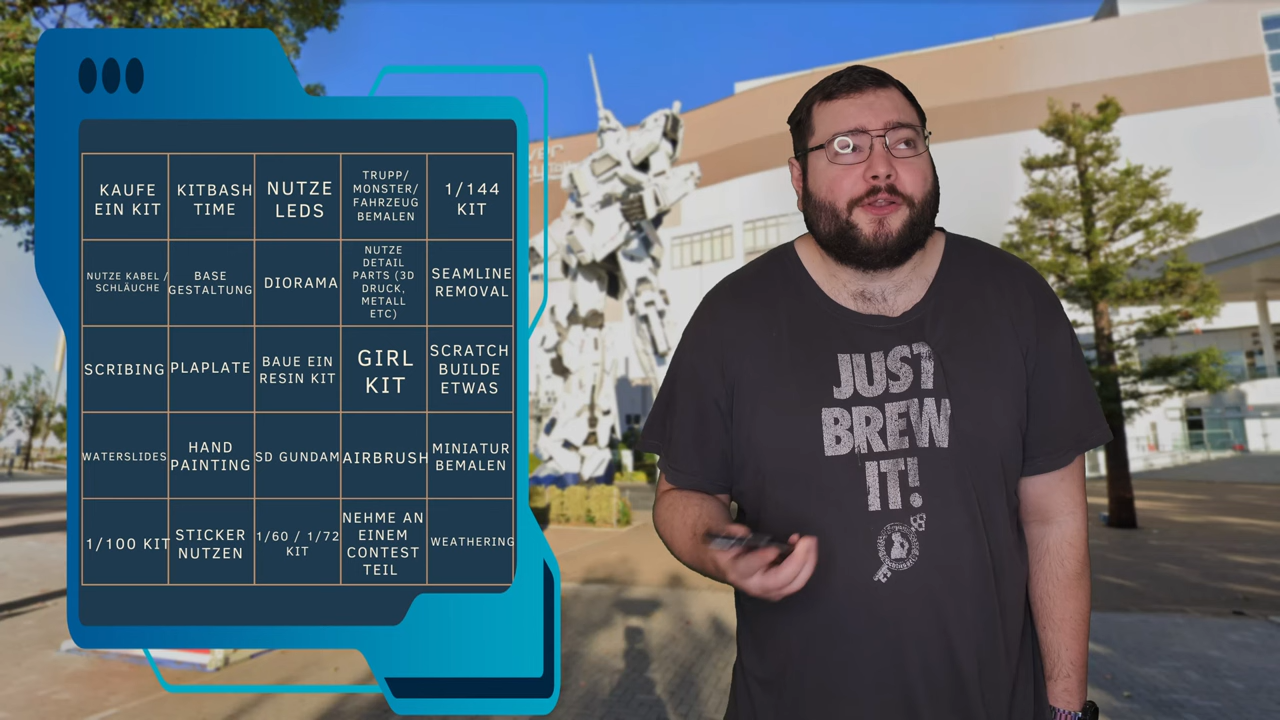 KAUFE
EIN KIT
KITBASH
TIME
NUTZE
LEDS
TRUPP/
MONSTER/
FAHRZEUG
BEMALEN
1/144
KIT
NUTZE KABEL /
SCHLÄUCHE
BASE
GESTALTUNG
DIORAMA
NUTZE
DETAIL
PARTS (3D
DRUCK,
METALL
ETC)
SEAMLINE
REMOVAL
SCRIBING
PLAPLATE
BAUE EIN
RESIN KIT
GIRL
KIT
SCRATCH
BUILDE
ETWAS
WATERSLIDES
HAND
PAINTING
SD GUNDAM
AIRBRUSH
MINIATUR
BEMALEN
1/100 KIT
STICKER
NUTZEN
1/60 / 1/72
KIT
NEHME AN
EINEM
CONTEST
TEIL
WEATHERING
JUST
BREW
IT!